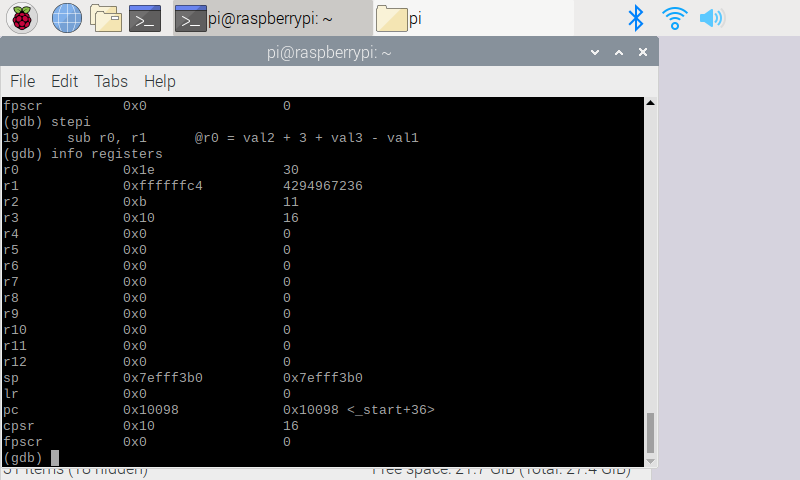 pi@raspberrypi: ~ pi
pi@raspberrypi: ~
File Edit Tabs Help
fpscr 0x0 0
(gdb) stepi
19 sub r0, r1 @r0 = val2 + 3 + val3 - val1
(gdb) info registers
r0 0x1e 30
r1 0xffffffc4 4294967236
r2 0xb 11
r3 0x10 16
r4 0x0 0
r5 0x0 0
r6 0x0 0
r7 0x0 0
r8 0x0 0
r9 0x0 0
r10 0x0 0
r11 0x0 0
r12 0x0 0
sp 0x7efff3b0 0x7efff3b0
lr 0x0 0
pc 0x10098 0x10098 <_start+36>
cpsr 0x10 16
fpscr 0x0 0
(gdb)
items hidden) Free space: 21.7 GiB (Total: 27.4 GiB)